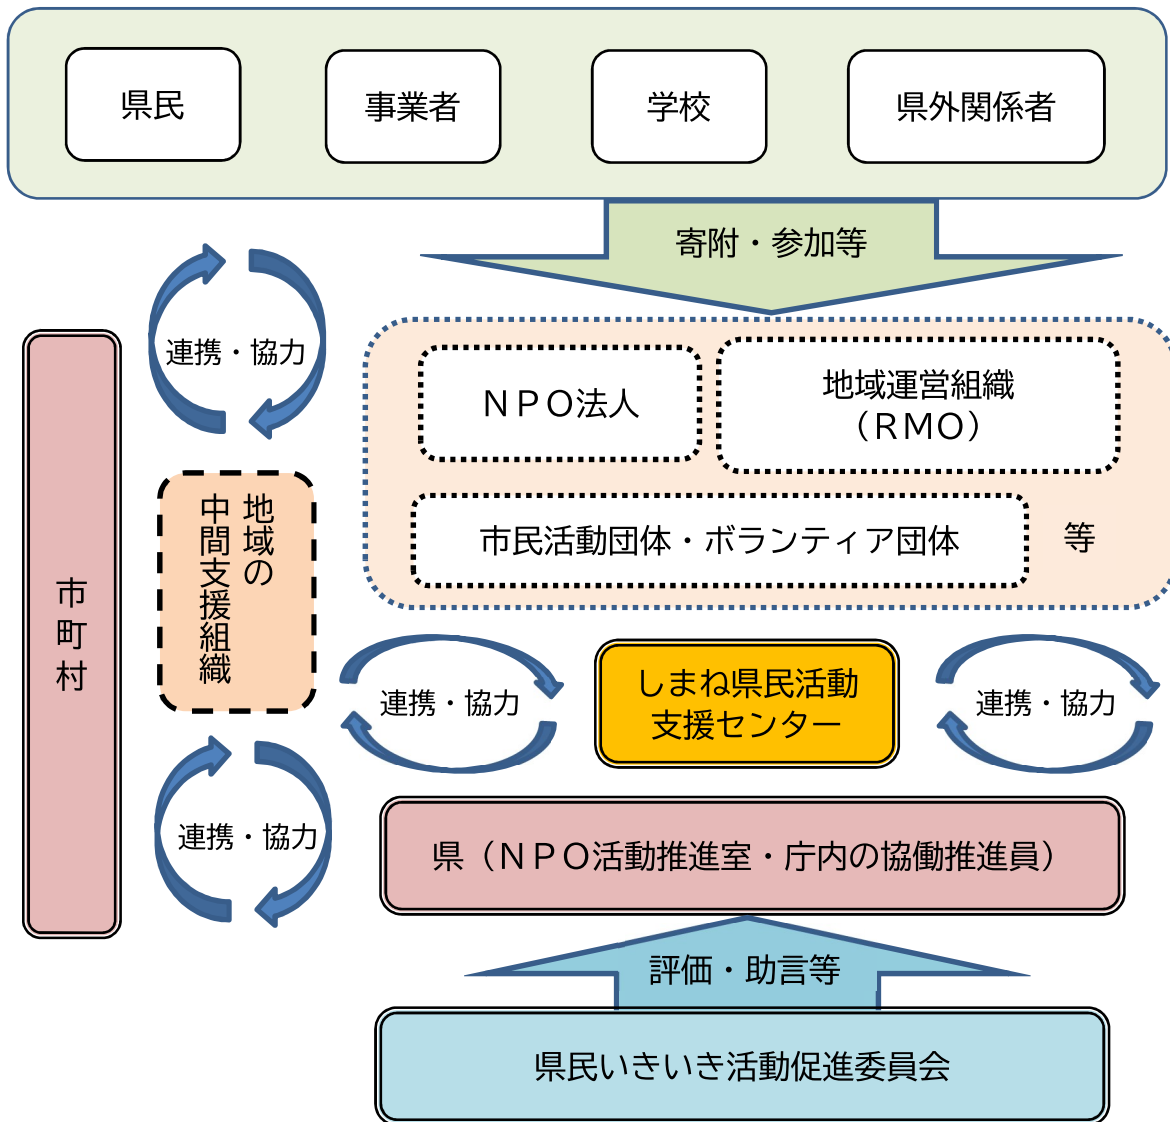 県民
事業者
学校
県外関係者
寄附・参加等
連携・協力
ＮＰＯ法人
地域運営組織
（ＲＭＯ）
市民活動団体・ボランティア団体
等
市町村
地域の
中間支援組織
連携・協力
しまね県民活動
支援センター
連携・協力
連携・協力
県（ＮＰＯ活動推進室・庁内の協働推進員）
評価・助言等
県民いきいき活動促進委員会